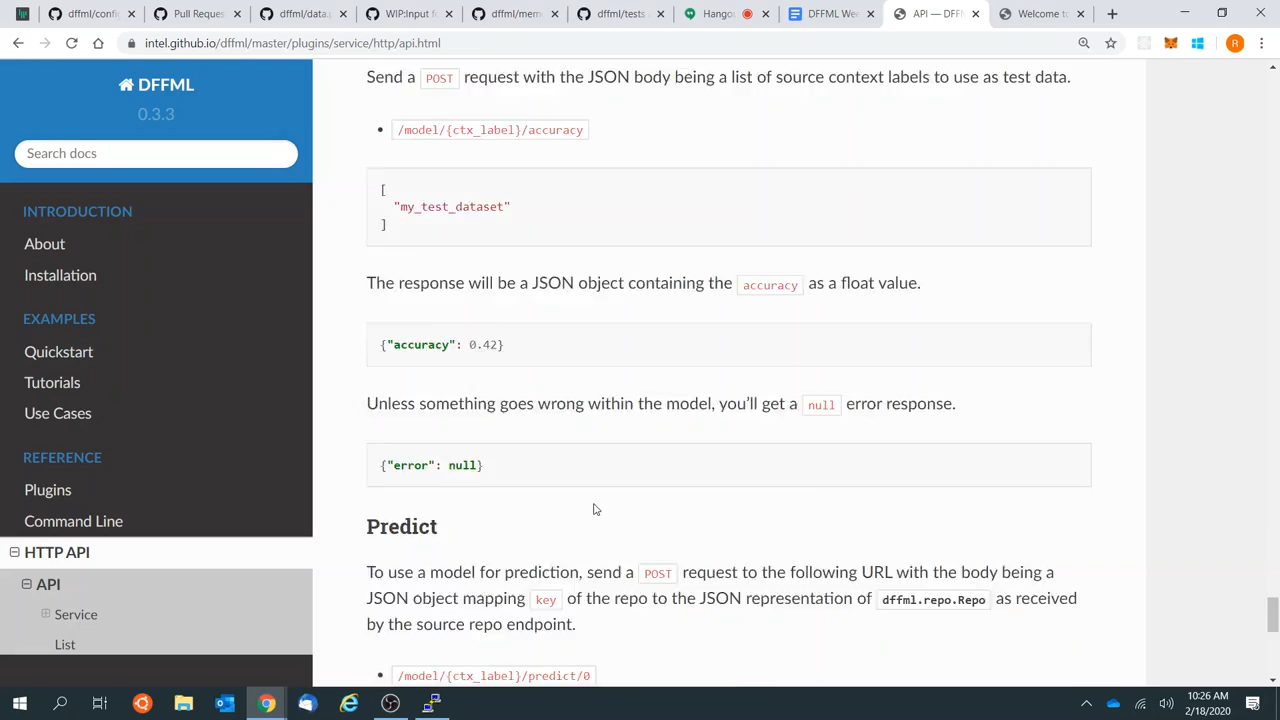 dffml/config
Pull Reques
dffml/data.p
WIP:Input f
dffml/mem
dffml/tests
Hangou
DFFML Wee
API — DFF
Welcome to
intel.github.io/dffml/master/plugins/service/http/api.html
R
DFFML
0.3.3
Search docs
INTRODUCTION
About
Installation
EXAMPLES
Quickstart
Tutorials
Use Cases
REFERENCE
Plugins
Command Line
HTTP API
API
Service
List
Send a POST request with the JSON body being a list of source context labels to use as test data.
/model/{ctx_label}/accuracy
[
"my_test_dataset"
]
The response will be a JSON object containing the accuracy as a float value.
{"accuracy": 0.42}
Unless something goes wrong within the model, you'll get a null error response.
{"error": null}
Predict
To use a model for prediction, send a POST request to the following URL with the body being a
JSON object mapping key of the repo to the JSON representation of dffml.repo.Repo as received
by the source repo endpoint.
/model/{ctx_label}/predict/0
10:26 AM
2/18/2020